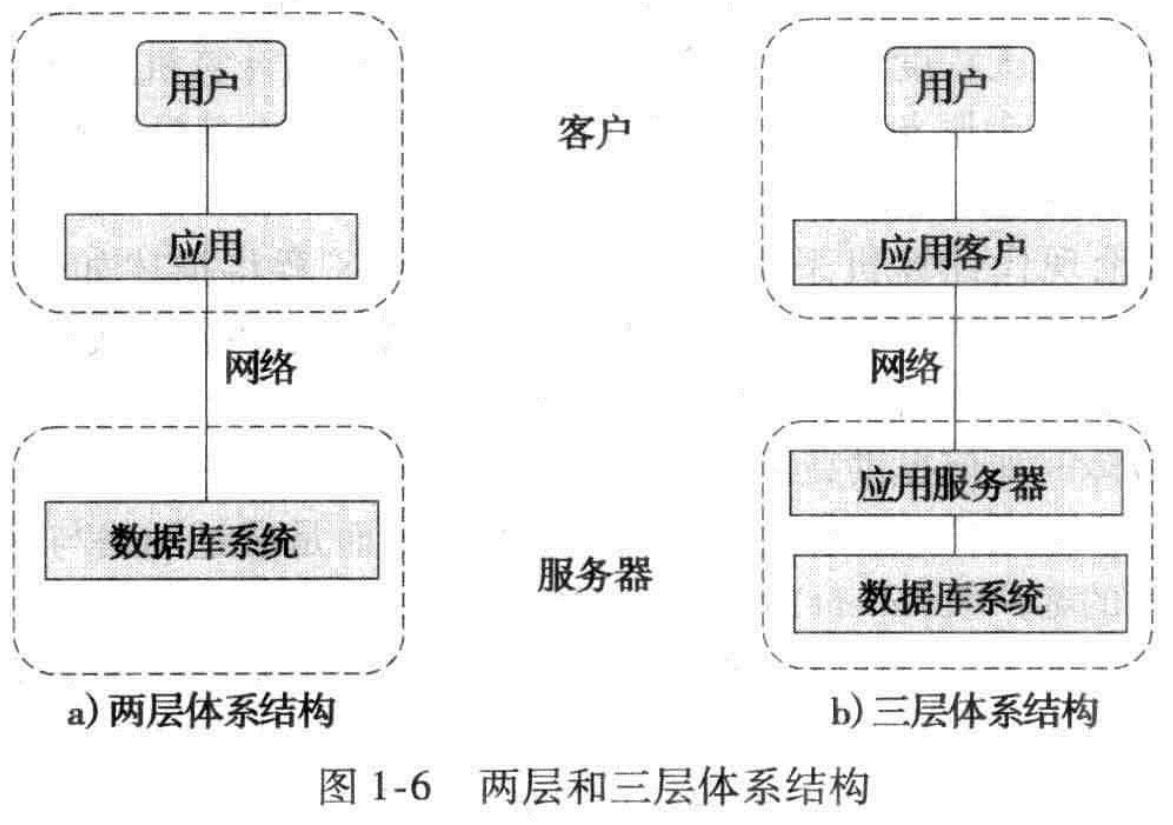 用户
应用
网络
数据库系统
a) 两层体系结构
客户
服务器
用户
应用客户
网络
应用服务器
数据库系统
b) 三层体系结构
图 1-6 两层和三层体系结构